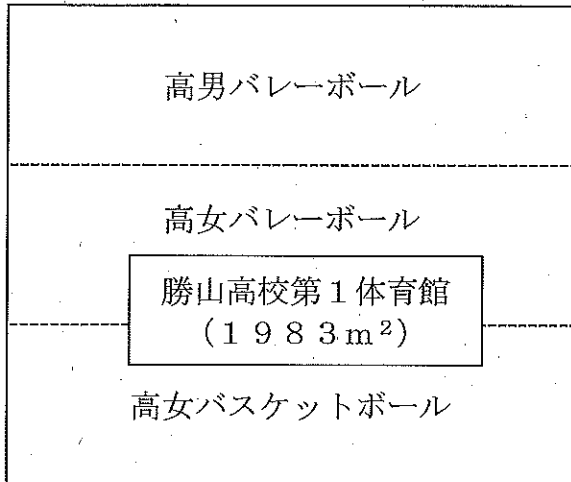 高男バレーボール
高女バレーボール
勝山高校第１体育館
（１９８３ｍ²）
高女バスケットボール